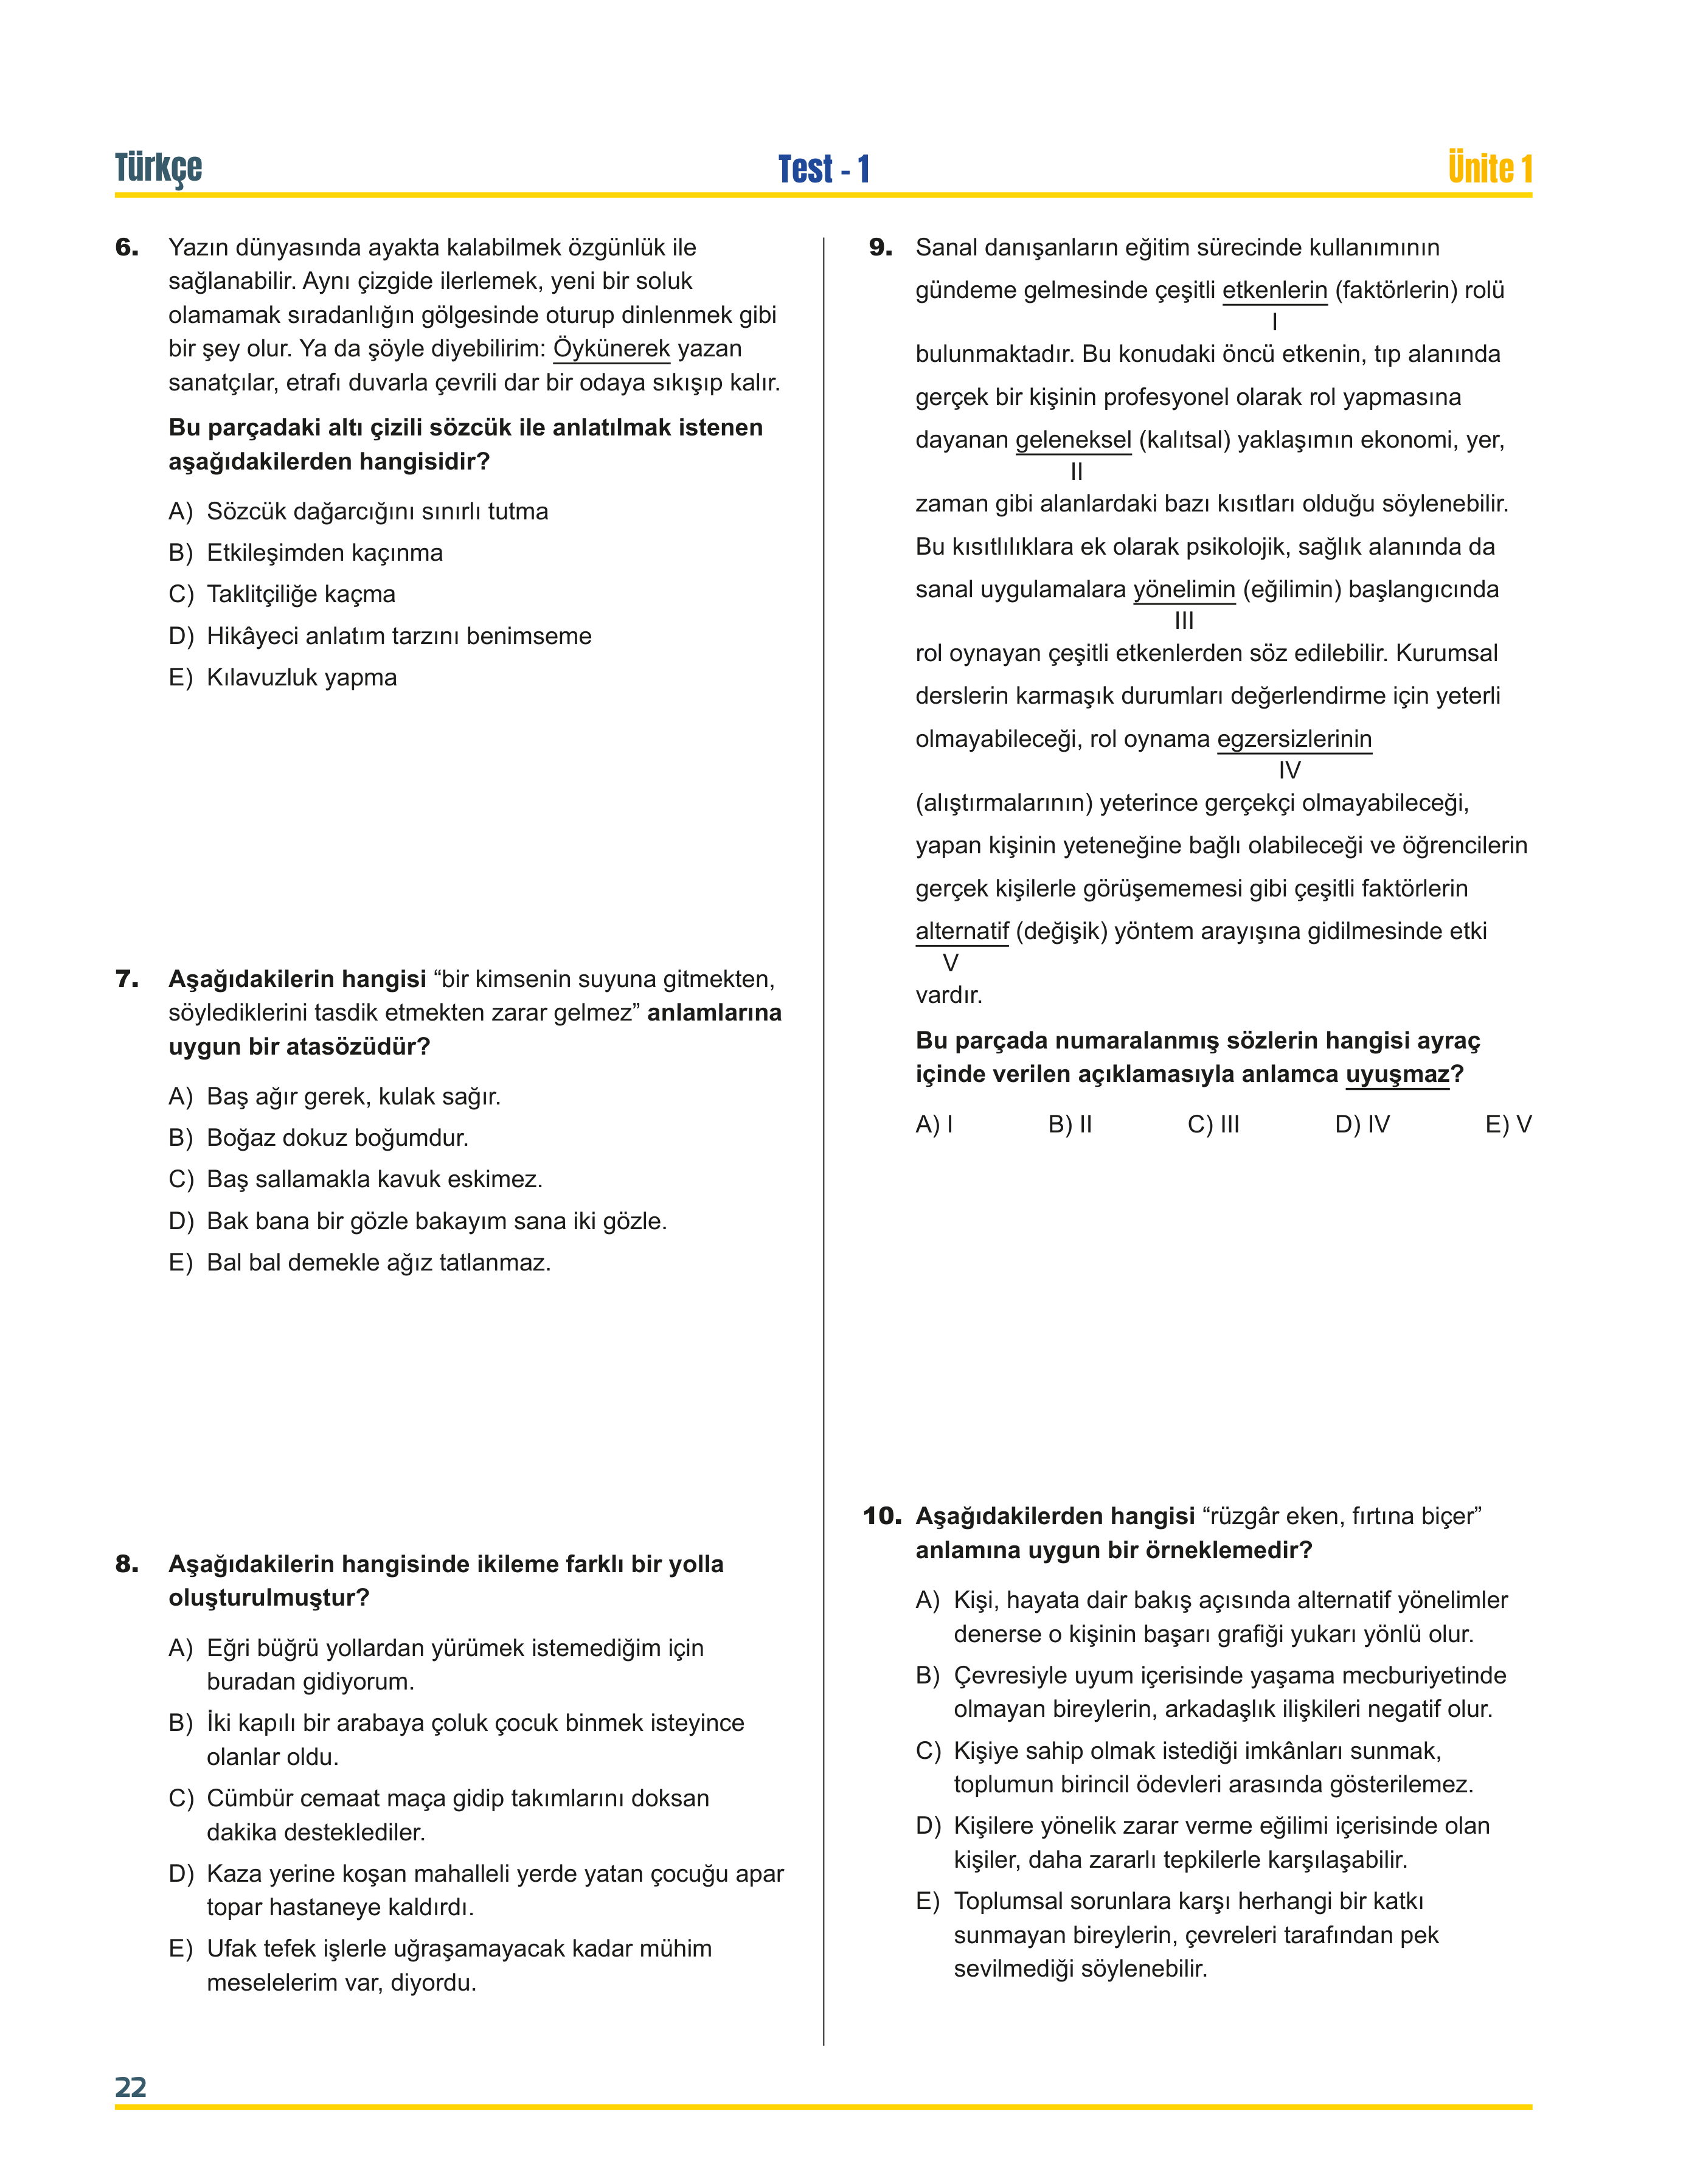 Türkçe
Test - 1
Ünite 1
6. Yazın dünyasında ayakta kalabilmek özgünlük ile
sağlanabilir. Aynı çizgide ilerlemek, yeni bir soluk
olamamak sıradanlığın gölgesinde oturup dinlenmek gibi
bir şey olur. Ya da şöyle diyebilirim: Öykünerek yazan
sanatçılar, etrafı duvarla çevrili dar bir odaya sıkışıp kalır.
Bu parçadaki altı çizili sözcük ile anlatılmak istenen
aşağıdakilerden hangisidir?
A) Sözcük dağarcığını sınırlı tutma
B) Etkileşimden kaçınma
C) Taklitçiliğe kaçma
D) Hikâyeci anlatım tarzını benimseme
E) Kılavuzluk yapma
7. Aşağıdakilerin hangisi “bir kimsenin suyuna gitmekten,
söylediklerini tasdik etmekten zarar gelmez” anlamlarına
uygun bir atasözüdür?
A) Baş ağır gerek, kulak sağır.
B) Boğaz dokuz boğumdur.
C) Baş sallamakla kavuk eskimez.
D) Bak bana bir gözle bakayım sana iki gözle.
E) Bal bal demekle ağız tatlanmaz.
8. Aşağıdakilerin hangisinde ikileme farklı bir yolla
oluşturulmuştur?
A) Eğri büğrü yollardan yürümek istemediğim için
buradan gidiyorum.
B) İki kapılı bir arabaya çoluk çocuk binmek isteyince
olanlar oldu.
C) Cümbür cemaat maça gidip takımlarını doksan
dakika desteklediler.
D) Kaza yerine koşan mahalleli yerde yatan çocuğu apar
topar hastaneye kaldırdı.
E) Ufak tefek işlerle uğraşamayacak kadar mühim
meselelerim var, diyordu.
9. Sanal danışanların eğitim sürecinde kullanımının
gündeme gelmesinde çeşitli etkenlerin (faktörlerin) rolü
I
bulunmaktadır. Bu konudaki öncü etkenin, tıp alanında
gerçek bir kişinin profesyonel olarak rol yapmasına
dayanan geleneksel (kalıtsal) yaklaşımın ekonomi, yer,
II
zaman gibi alanlardaki bazı kısıtları olduğu söylenebilir.
Bu kısıtlılıklara ek olarak psikolojik, sağlık alanında da
sanal uygulamalara yönelimin (eğilimin) başlangıcında
III
rol oynayan çeşitli etkenlerden söz edilebilir. Kurumsal
derslerin karmaşık durumları değerlendirme için yeterli
olmayabileceği, rol oynama egzersizlerinin
IV
(alıştırmalarının) yeterince gerçekçi olmayabileceği,
yapan kişinin yeteneğine bağlı olabileceği ve öğrencilerin
gerçek kişilerle görüşememesi gibi çeşitli faktörlerin
alternatif (değişik) yöntem arayışına gidilmesinde etki
V
vardır.
Bu parçada numaralanmış sözlerin hangisi ayraç
içinde verilen açıklamasıyla anlamca uyuşmaz?
A) I B) II C) III D) IV E) V
10. Aşağıdakilerden hangisi “rüzgâr eken, fırtına biçer”
anlamına uygun bir örneklemedir?
A) Kişi, hayata dair bakış açısında alternatif yönelimler
denerse o kişinin başarı grafiği yukarı yönlü olur.
B) Çevresiyle uyum içerisinde yaşama mecburiyetinde
olmayan bireylerin, arkadaşlık ilişkileri negatif olur.
C) Kişiye sahip olmak istediği imkânları sunmak,
toplumun birincil ödevleri arasında gösterilemez.
D) Kişilere yönelik zarar verme eğilimi içerisinde olan
kişiler, daha zararlı tepkilerle karşılaşabilir.
E) Toplumsal sorunlara karşı herhangi bir katkı
sunmayan bireylerin, çevreleri tarafından pek
sevilmediği söylenebilir.
22